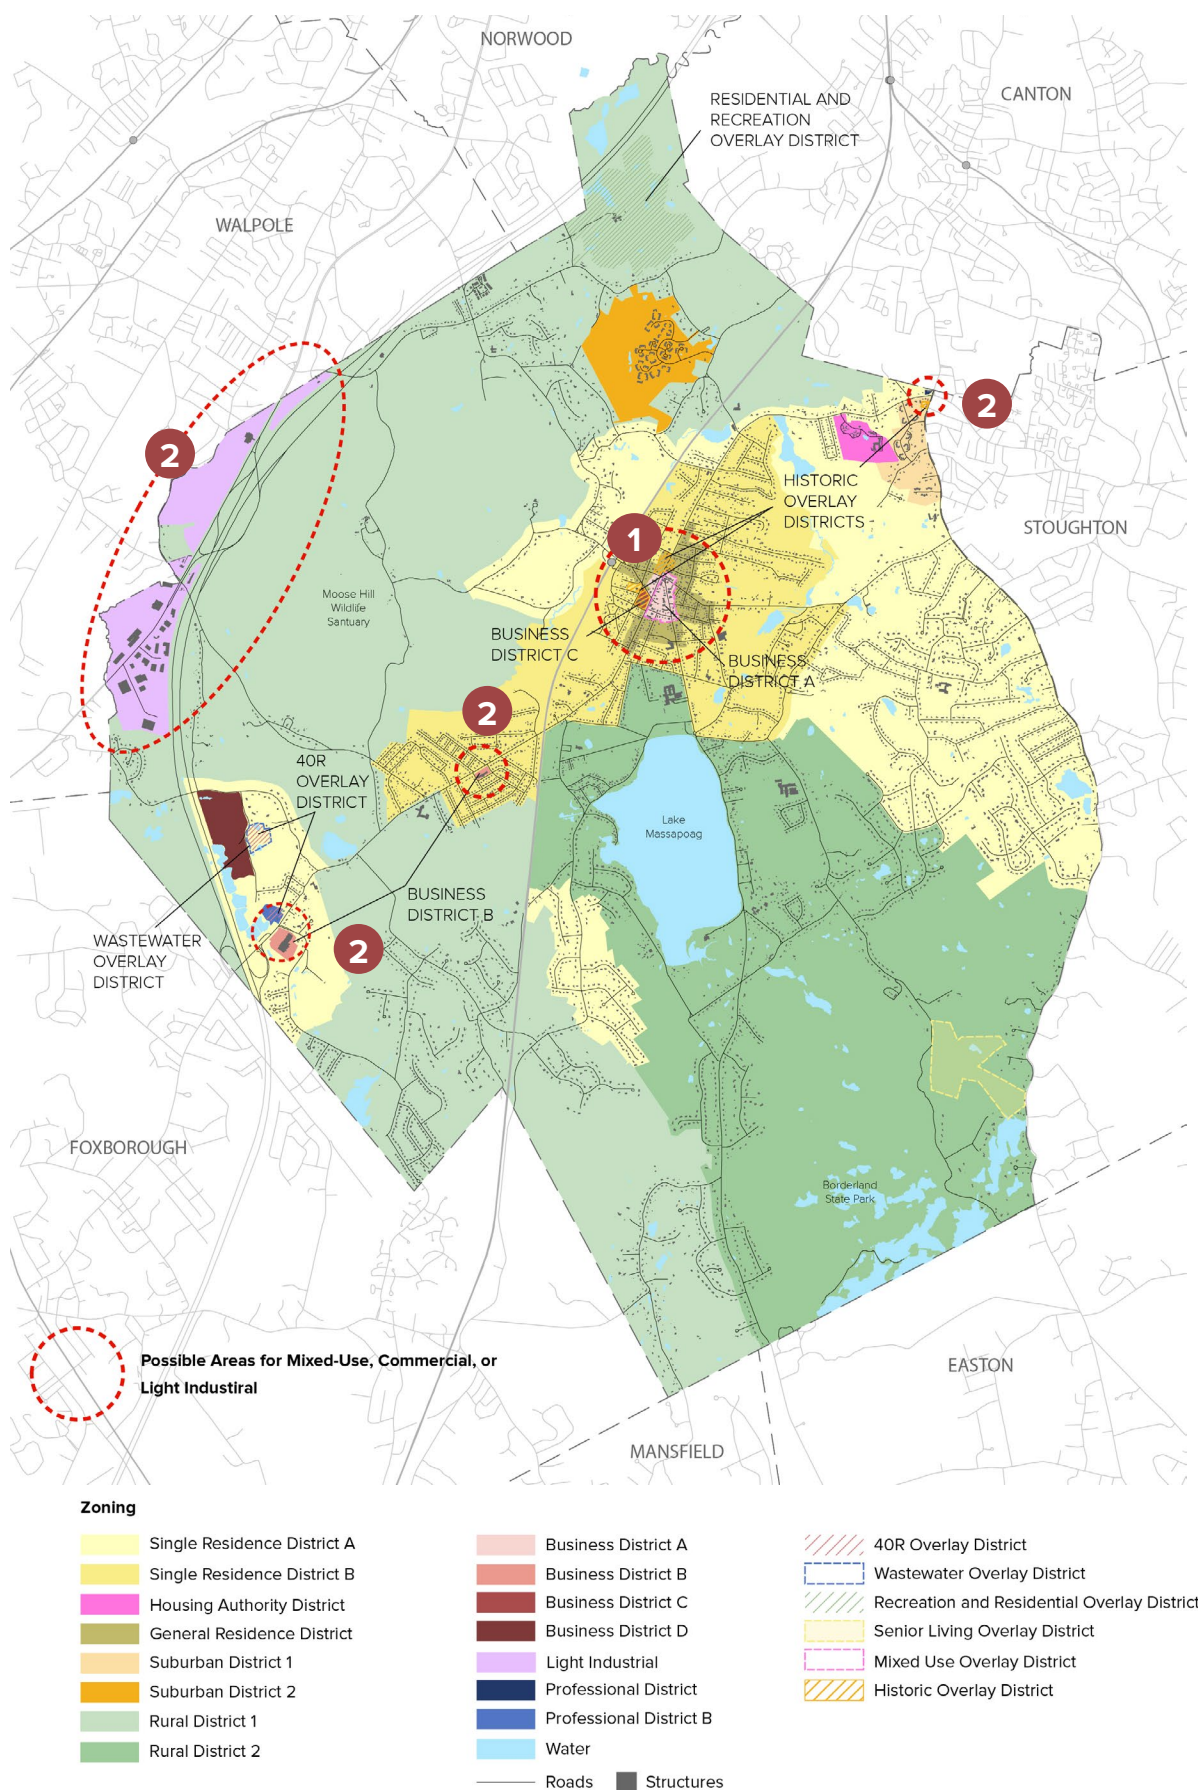 NORWOOD
CANTON
RESIDENTIAL AND
RECREATION
OVERLAY DISTRICT
WALPOLE
2
2
HISTORIC
OVERLAY
DISTRICTS
STOUGHTON
1
Moose Hill
Wildlife
Santuary
BUSINESS
DISTRICT C
BUSINESS
DISTRICT A
2
40R
OVERLAY
DISTRICT
Lake
Massapoag
BUSINESS
DISTRICT B
WASTEWATER
OVERLAY
DISTRICT
2
FOXBOROUGH
Borderland
State Park
EASTON
MANSFIELD
Possible Areas for Mixed-Use, Commercial, or
Light Industiral
Zoning
Single Residence District A
Single Residence District B
Housing Authority District
General Residence District
Suburban District 1
Suburban District 2
Rural District 1
Rural District 2
Business District A
Business District B
Business District C
Business District D
Light Industrial
Professional District
Professional District B
Water
Roads
Structures
40R Overlay District
Wastewater Overlay District
Recreation and Residential Overlay District
Senior Living Overlay District
Mixed Use Overlay District
Historic Overlay District